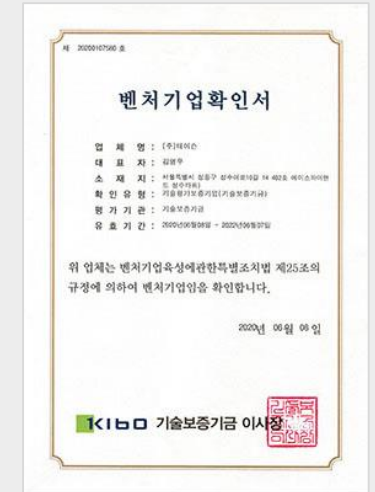 제 20200107580 호
벤처기업확인서
업 체 명 : (주)테이슨
대 표 자 : 김영우
소 재 지 : 서울특별시 성동구 성수이로10길 14 402호 에이스하이엔
드 성수타워)
확 인 유 형 : 기술평가보증기업(기술보증기금)
평 가 기 관 : 기술보증기금
유 효 기 간 : 2020년06월08일 ~ 2022년06월07일
위 업체는 벤처기업육성에관한특별조치법 제25조의
규정에 의하여 벤처기업임을 확인합니다.
2020년 06월 08일
KIBO 기술보증기금 이사장